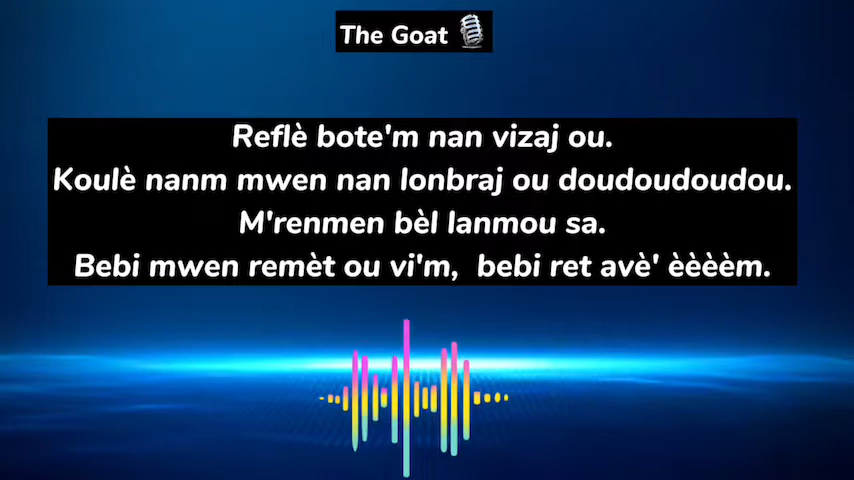 The Goat
Reflè bote'm nan vizaj ou.
Koulè nanm mwen nan lonbraj ou doudoudoudou.
M'renmen bèl lanmou sa.
Bebi mwen remèt ou vi'm, bebi ret avè' èèèèm.